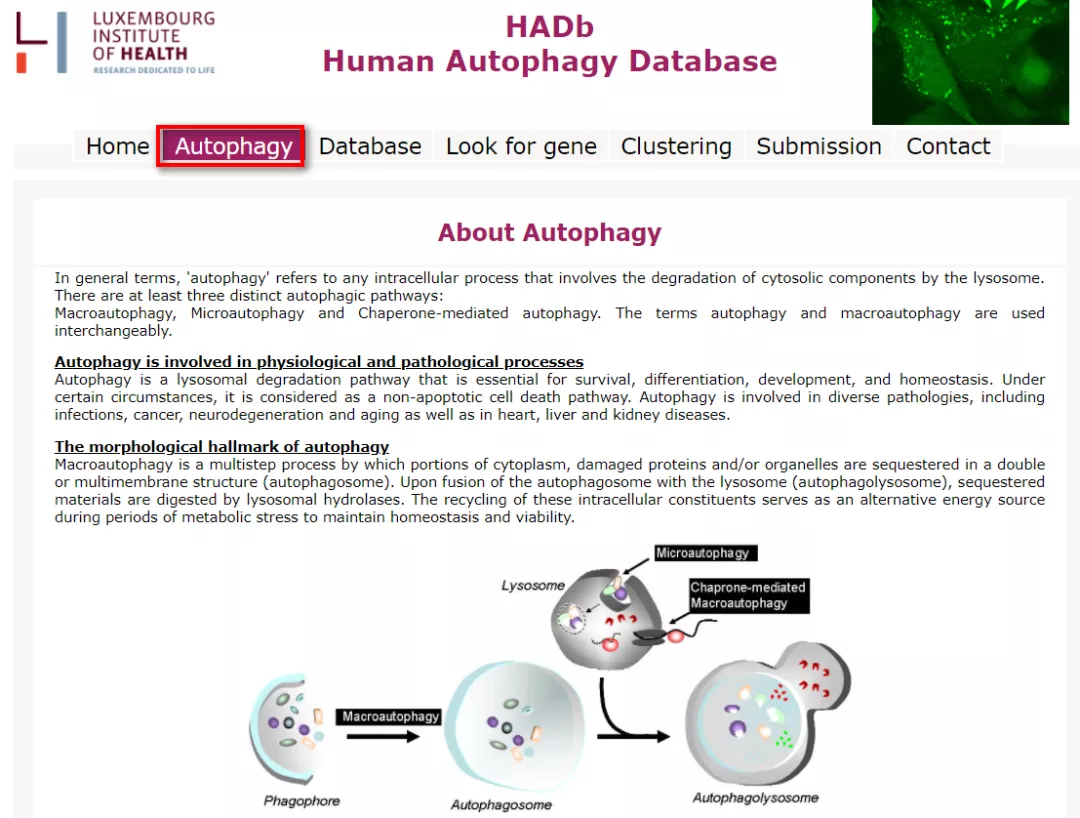 LUXEMBOURG
INSTITUTE
OF HEALTH
RESEARCH DEDICATED TO LIFE
HADb
Human Autophagy Database
Home Autophagy Database Look for gene Clustering Submission Contact
About Autophagy
In general terms, 'autophagy' refers to any intracellular process that involves the degradation of cytosolic components by the lysosome.
There are at least three distinct autophagic pathways:
Macroautophagy, Microautophagy and Chaperone-mediated autophagy. The terms autophagy and macroautophagy are used
interchangeably.
Autophagy is involved in physiological and pathological processes
Autophagy is a lysosomal degradation pathway that is essential for survival, differentiation, development, and homeostasis. Under
certain circumstances, it is considered as a non-apoptotic cell death pathway. Autophagy is involved in diverse pathologies, including
infections, cancer, neurodegeneration and aging as well as in heart, liver and kidney diseases.
The morphological hallmark of autophagy
Macroautophagy is a multistep process by which portions of cytoplasm, damaged proteins and/or organelles are sequestered in a double
or multimembrane structure (autophagosome). Upon fusion of the autophagosome with the lysosome (autophagolysosome), sequestered
materials are digested by lysosomal hydrolases. The recycling of these intracellular constituents serves as an alternative energy source
during periods of metabolic stress to maintain homeostasis and viability.
Microautophagy
Lysosome
Chaprone-mediated
Macroautophagy
Macroautophagy
Phagophore
Autophagosome
Autophagolysosome